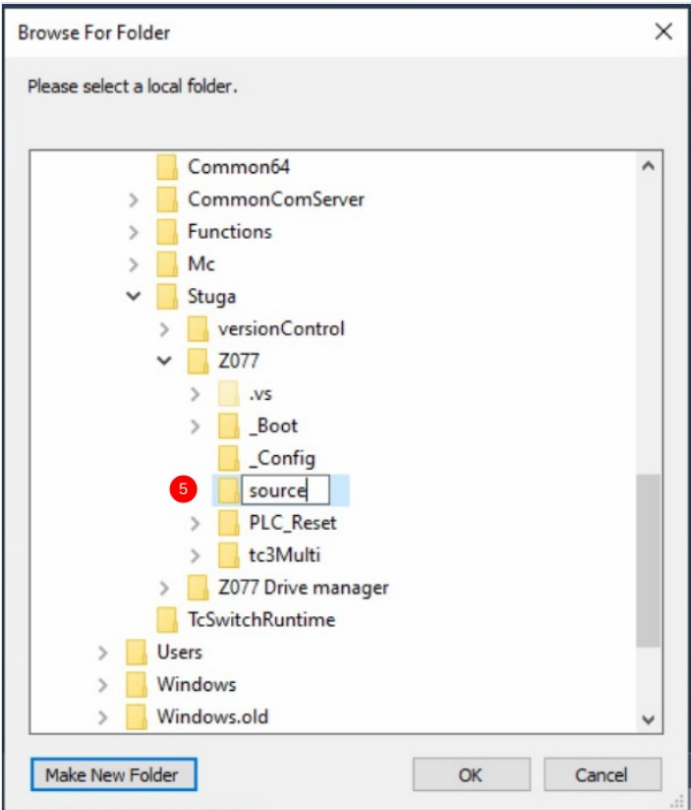 Browse For Folder
Please select a local folder.
Common64
CommonComServer
Functions
Mc
Stuga
versionControl
Z077
.vs
_Boot
_Config
5 source
PLC_Reset
tc3Multi
Z077 Drive manager
TcSwitchRuntime
Users
Windows
Windows.old
Make New Folder OK Cancel